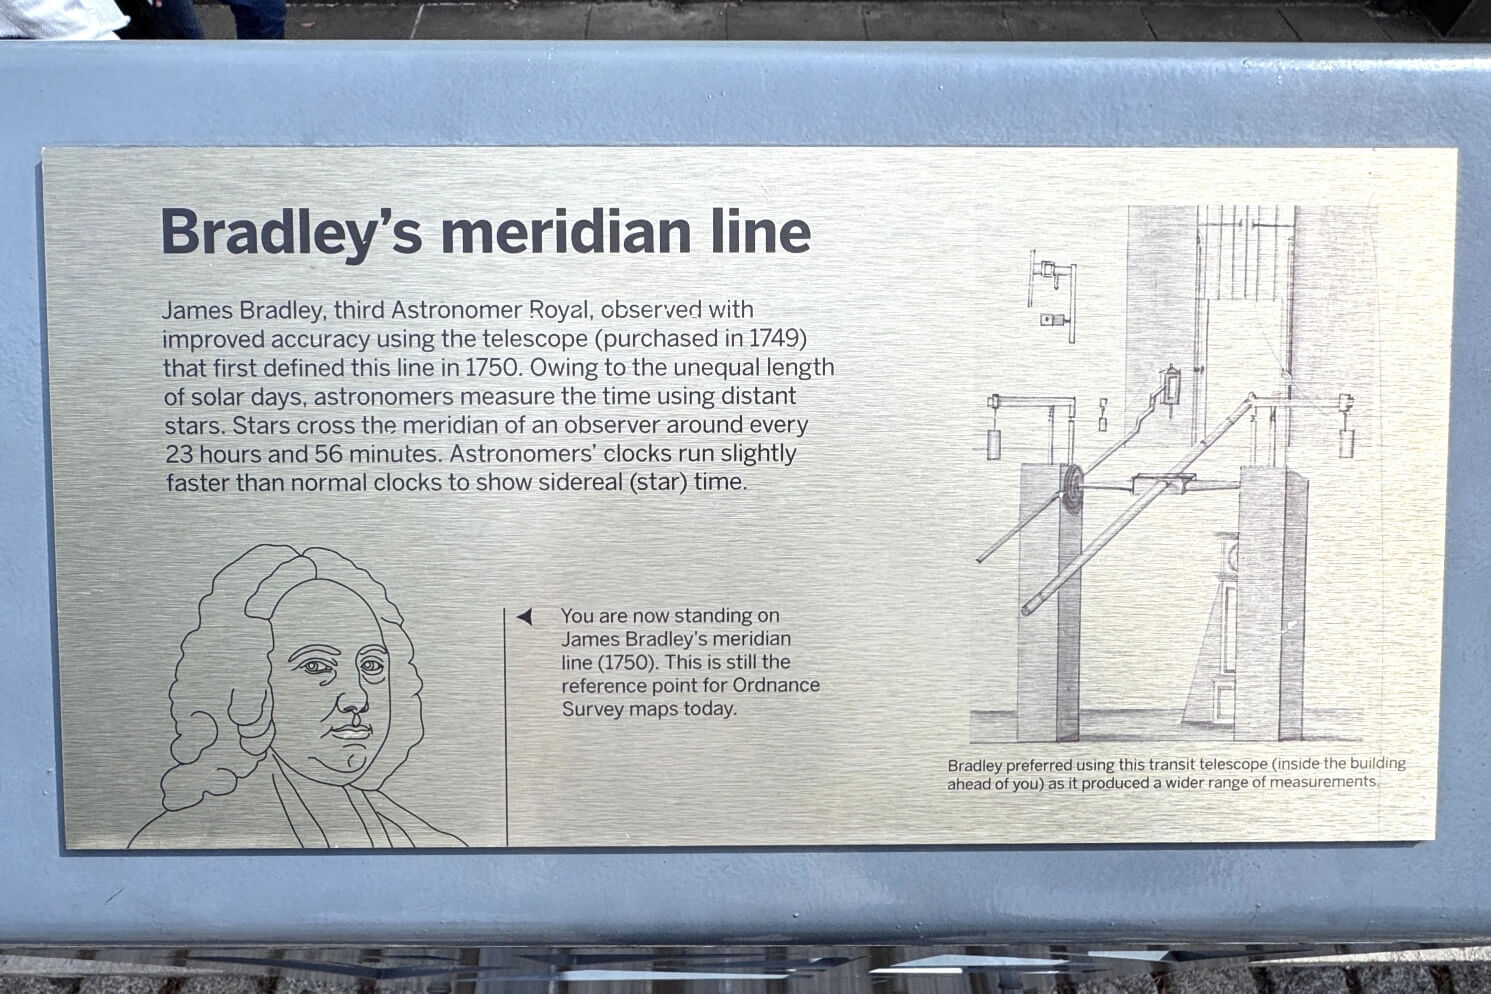 Bradley's meridian line
James Bradley, third Astronomer Royal, observed with
improved accuracy using the telescope (purchased in 1749)
that first defined this line in 1750. Owing to the unequal length
of solar days, astronomers measure the time using distant
stars. Stars cross the meridian of an observer around every
23 hours and 56 minutes. Astronomers' clocks run slightly
faster than normal clocks to show sidereal (star) time.
You are now standing on
James Bradley's meridian
line (1750). This is still the
reference point for Ordnance
Survey maps today.
Bradley preferred using this transit telescope (inside the building
ahead of you) as it produced a wider range of measurements.